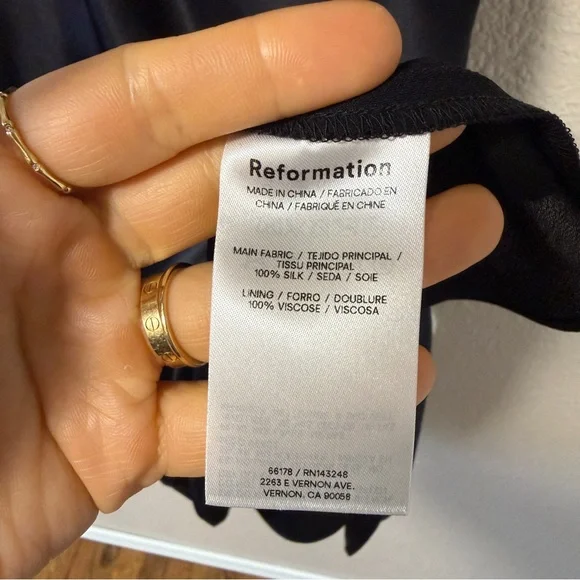 Reformation
MADE IN CHINA / FABRICADO EN
CHINA / FABRIQUÉ EN CHINE
MAIN FABRIC / TEJIDO PRINCIPAL /
TISSU PRINCIPAL
100% SILK / SEDA / SOIE
LINING / FORRO / DOUBLURE
100% VISCOSE / VISCOSA
66178 / RN143248
2263 E VERNON AVE.
VERNON, CA 90058